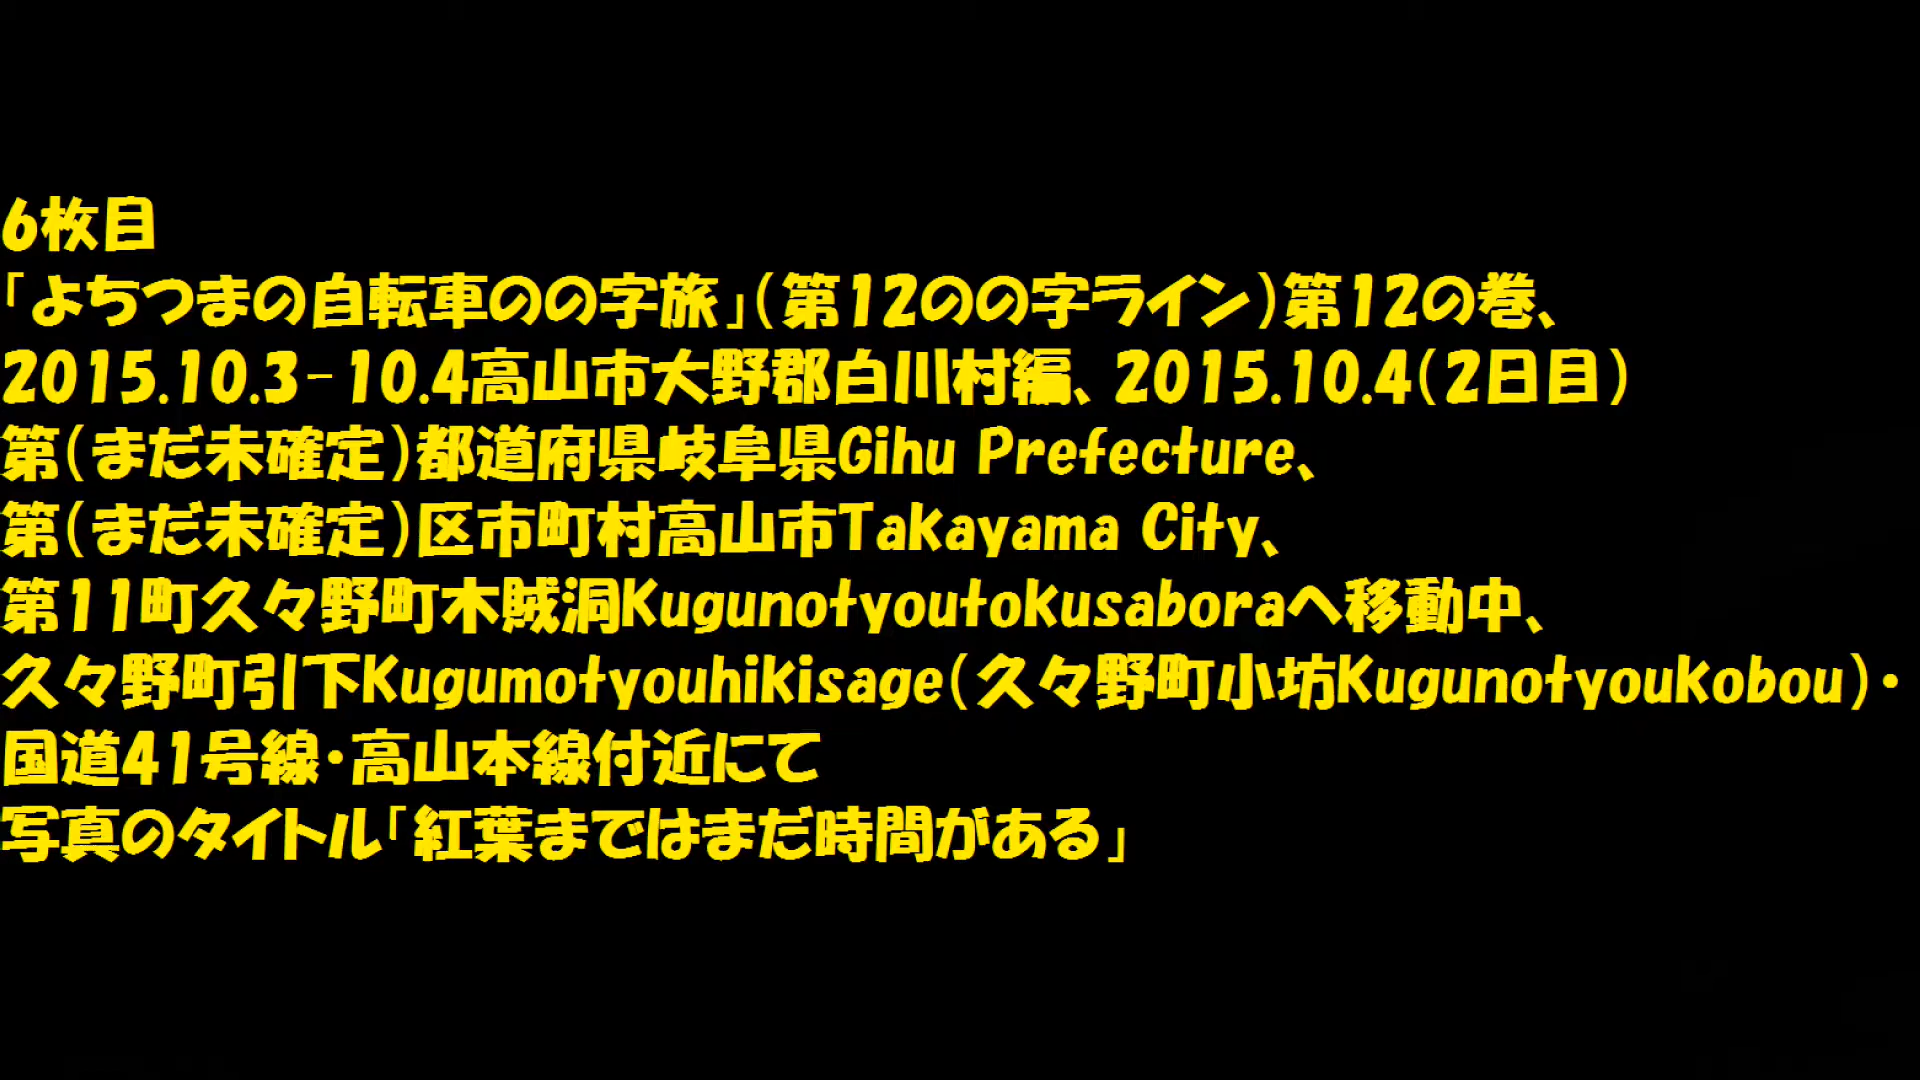 6枚目
「よちつまの自転車のの字旅」(第12のの字ライン)第12の巻、
2015.10.3-10.4高山市大野郡白川村編、2015.10.4(2日目)
第(まだ未確定)都道府県岐阜県Gihu Prefecture、
第(まだ未確定)区市町村高山市Takayama City、
第11町久々野町木賊洞Kugunotyoutokusaboraへ移動中、
久々野町引下Kugumotyouhikisage(久々野町小坊Kugunotyoukobou)・
国道41号線・高山本線付近にて
写真のタイトル「紅葉まではまだ時間がある」